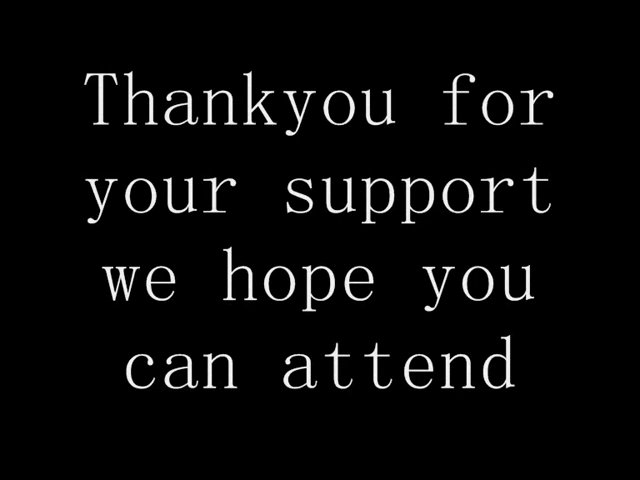 Thankyou for
your support
we hope you
can attend